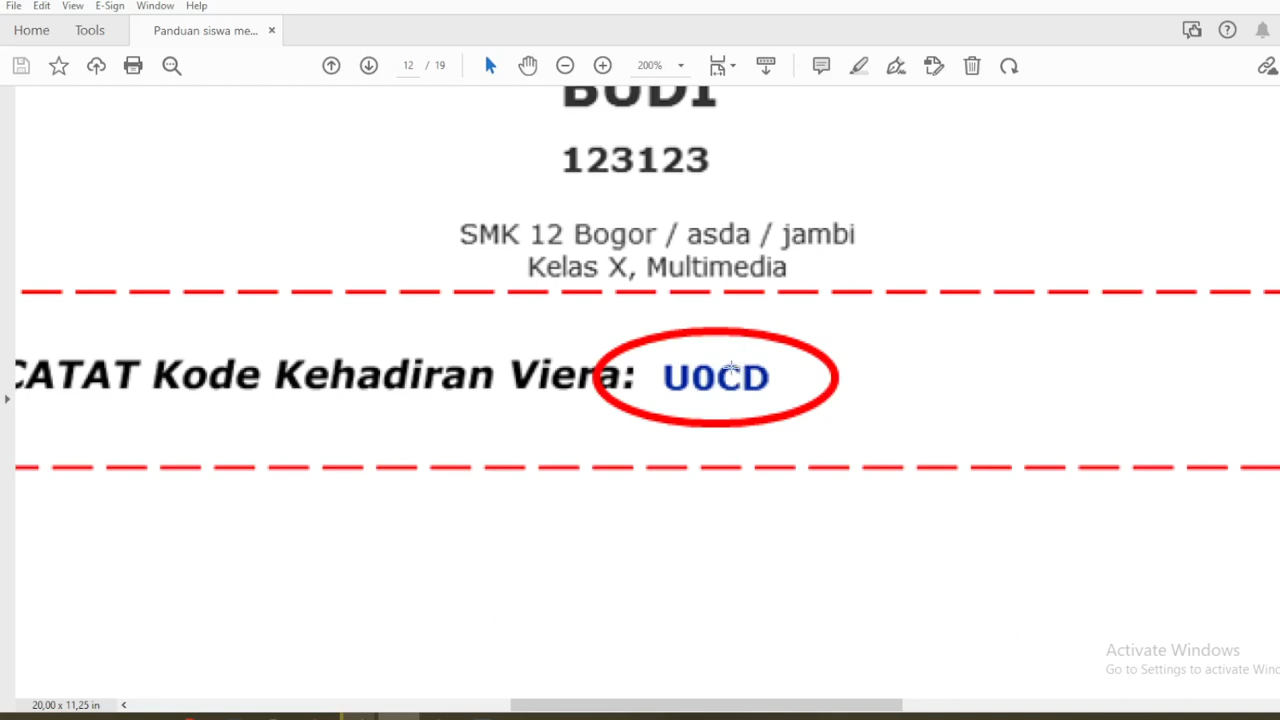 File Edit View E-Sign Window Help
Home Tools Panduan siswa me... ×
12 / 19 200%
BUDI
123123
SMK 12 Bogor / asda / jambi
Kelas X, Multimedia
CATAT Kode Kehadiran Viera: U0CD
Activate Windows
Go to Settings to activate Wind
20,00 x 11,25 in